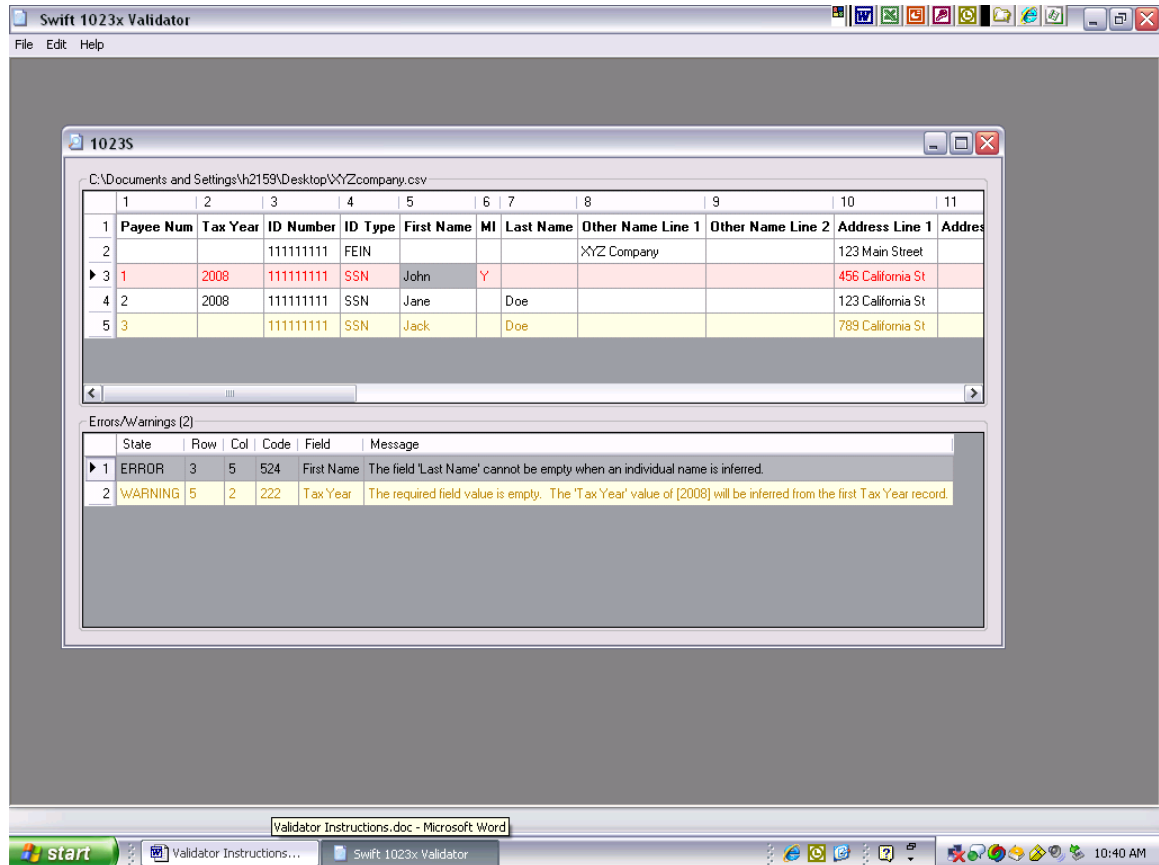 Swift 1023x Validator
File Edit Help
1023S
C:\Documents and Settings\h2159\Desktop\XYZcompany.csv
1 2 3 4 5 6 7 8 9 10 11
1 Payee Num Tax Year ID Number ID Type First Name MI Last Name Other Name Line 1 Other Name Line 2 Address Line 1 Addres
2 111111111 FEIN XYZ Company 123 Main Street
3 1 2008 111111111 SSN John Y 456 California St
4 2 2008 111111111 SSN Jane Doe 123 California St
5 3 111111111 SSN Jack Doe 789 California St
Errors/Warnings (2)
State Row Col Code Field Message
1 ERROR 3 5 524 First Name The field 'Last Name' cannot be empty when an individual name is inferred.
2 WARNING 5 2 222 Tax Year The required field value is empty. The 'Tax Year' value of [2008] will be inferred from the first Tax Year record.
Validator Instructions.doc - Microsoft Word
start Validator Instructions... Swift 1023x Validator 10:40 AM